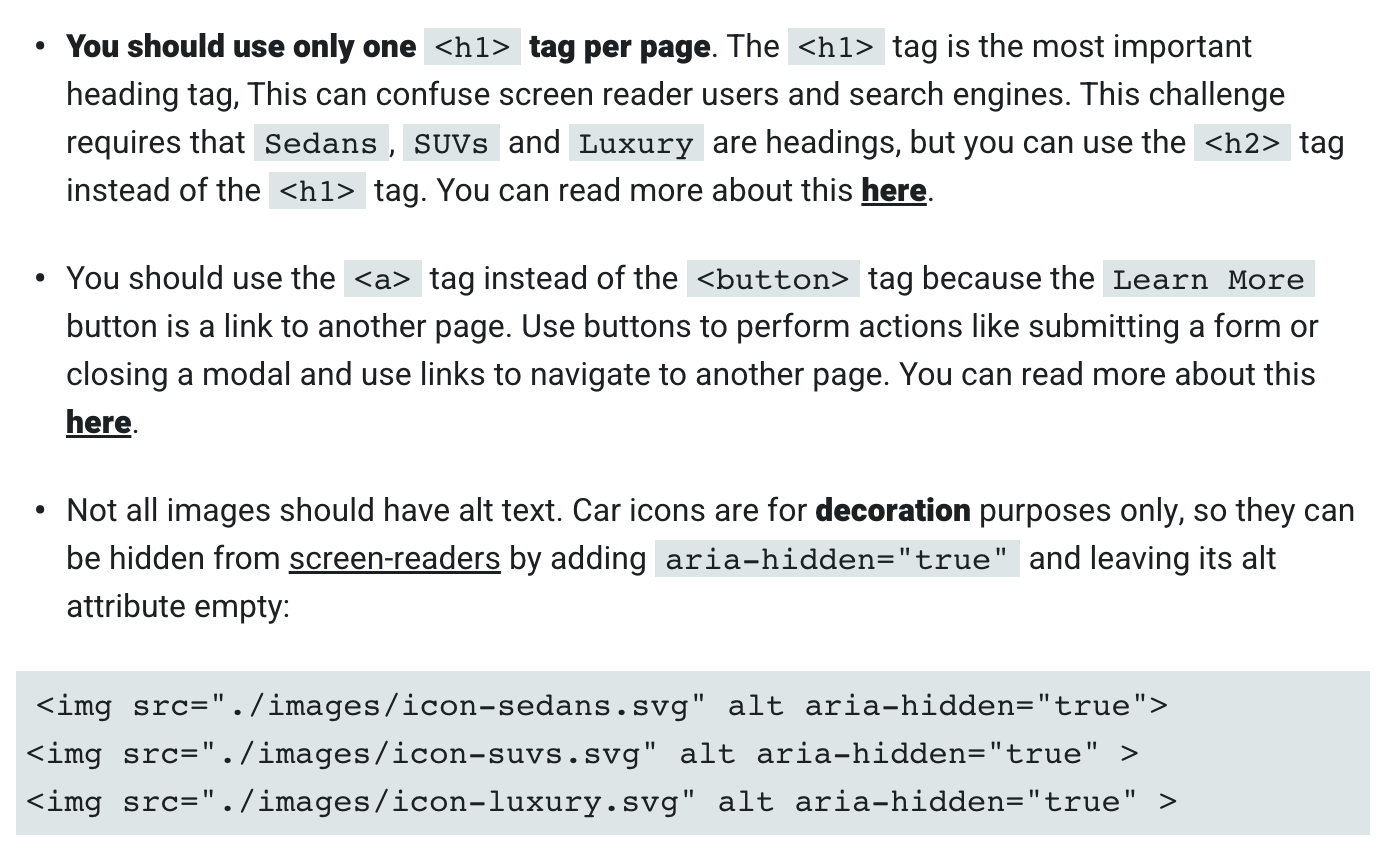 • You should use only one <h1> tag per page. The <h1> tag is the most important
heading tag, This can confuse screen reader users and search engines. This challenge
requires that Sedans , SUVs and Luxury are headings, but you can use the <h2> tag
instead of the <h1> tag. You can read more about this here.
• You should use the <a> tag instead of the <button> tag because the Learn More
button is a link to another page. Use buttons to perform actions like submitting a form or
closing a modal and use links to navigate to another page. You can read more about this
here.
• Not all images should have alt text. Car icons are for decoration purposes only, so they can
be hidden from screen-readers by adding aria-hidden="true" and leaving its alt
attribute empty:
<img src="./images/icon-sedans.svg" alt aria-hidden="true">
<img src="./images/icon-suvs.svg" alt aria-hidden="true" >
<img src="./images/icon-luxury.svg" alt aria-hidden="true" >